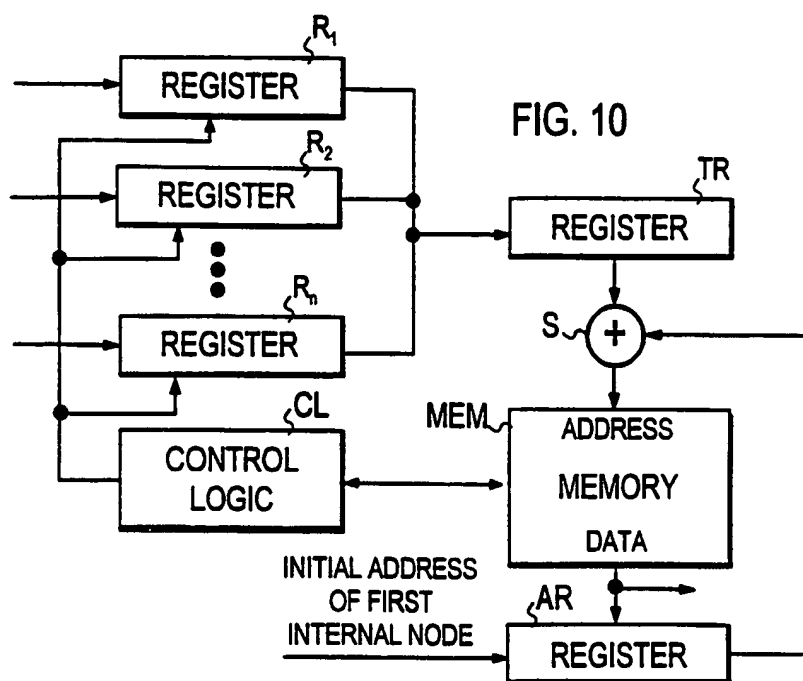 R1
REGISTER
FIG. 10
R2
REGISTER
TR
REGISTER
Rn
REGISTER
S
+
CL
CONTROL
LOGIC
MEM
ADDRESS
MEMORY
DATA
INITIAL ADDRESS
OF FIRST
INTERNAL NODE
AR
REGISTER